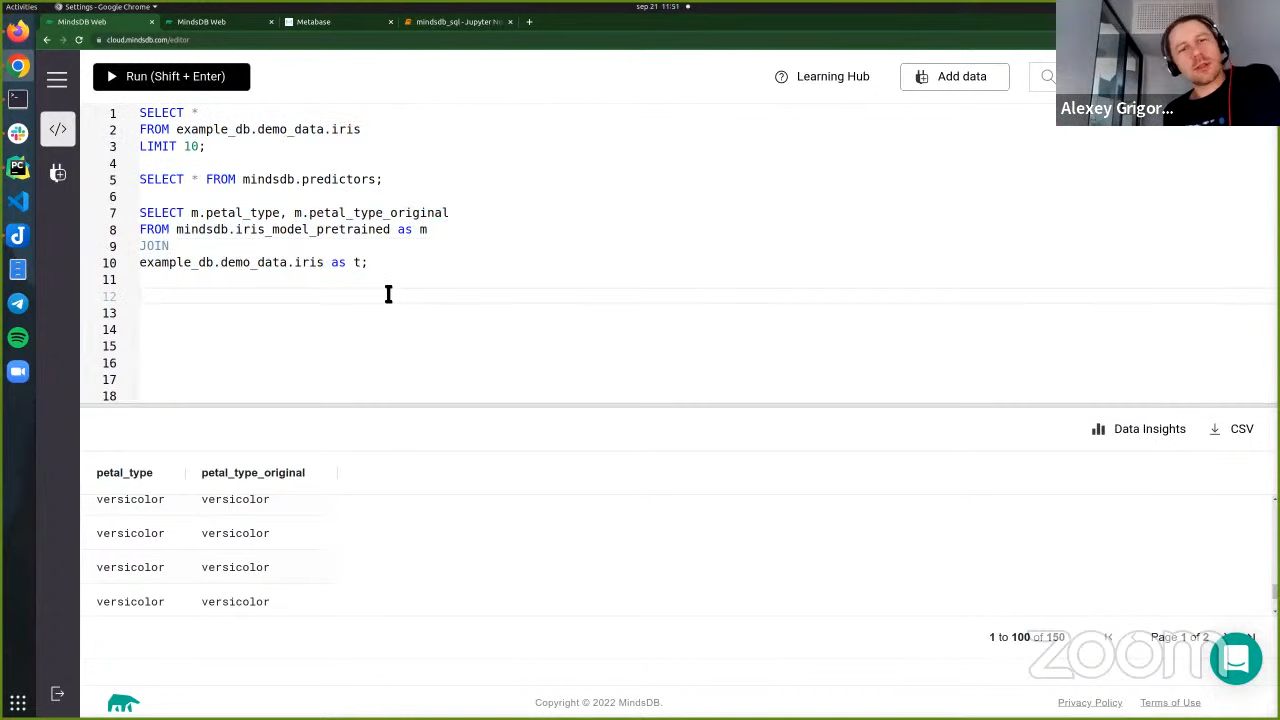 Activities
Settings - Google Chrome
sep 21 11:51
MindsDB Web
MindsDB Web
Metabase
mindsdb_sql - Jupyter No
cloud.mindsdb.com/editor
Run (Shift + Enter)
Learning Hub
Add data
Alexey Grigor...
1 SELECT *
2 FROM example_db.demo_data.iris
3 LIMIT 10;
4
5 SELECT * FROM mindsdb.predictors;
6
7 SELECT m.petal_type, m.petal_type_original
8 FROM mindsdb.iris_model_pretrained as m
9 JOIN
10 example_db.demo_data.iris as t;
11
12
13
14
15
16
17
18
Data Insights
CSV
petal_type petal_type_original
versicolor versicolor
versicolor versicolor
versicolor versicolor
versicolor versicolor
1 to 100 of 150
Page 1 of 2
zoom
Copyright © 2022 MindsDB.
Privacy Policy
Terms of Use